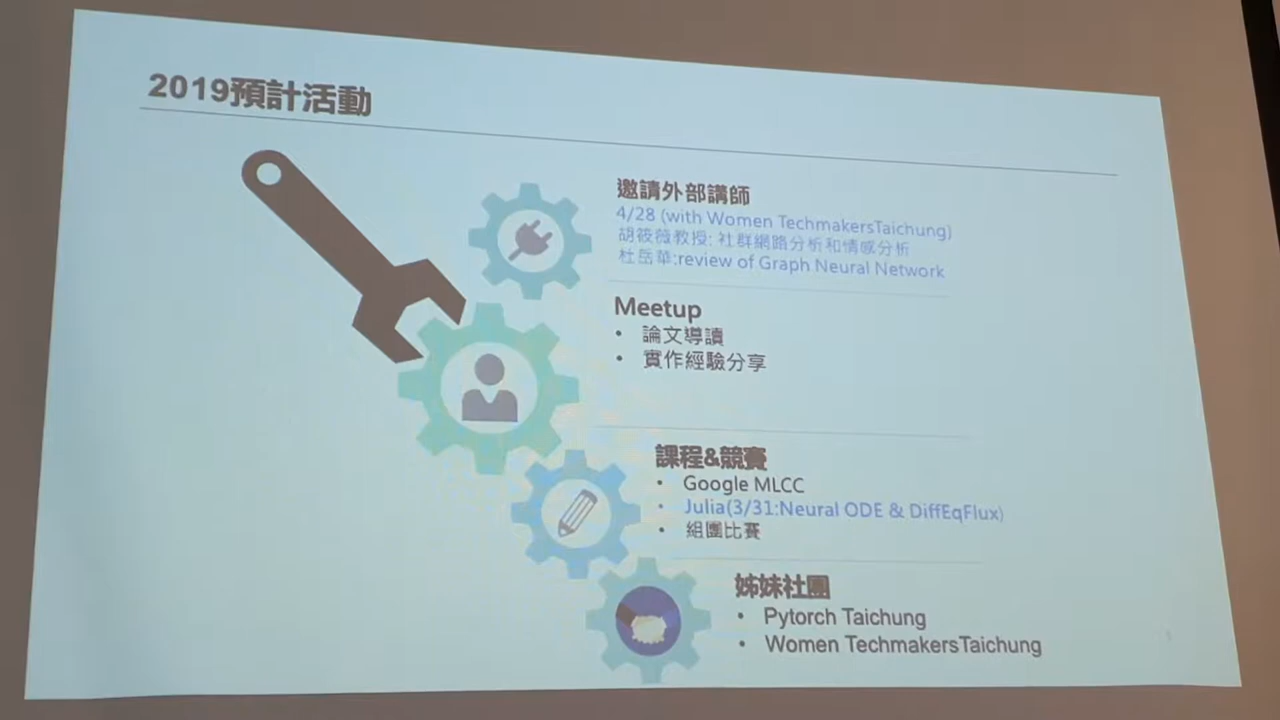 2019預計活動
邀請外部講師
4/28 (with Women TechmakersTaichung)
胡筱薇教授: 社群網路分析和情感分析
杜岳華:review of Graph Neural Network
Meetup
• 論文導讀
• 實作經驗分享
課程&競賽
• Google MLCC
• Julia(3/31:Neural ODE & DiffEqFlux)
• 組團比賽
姊妹社團
• Pytorch Taichung
• Women TechmakersTaichung